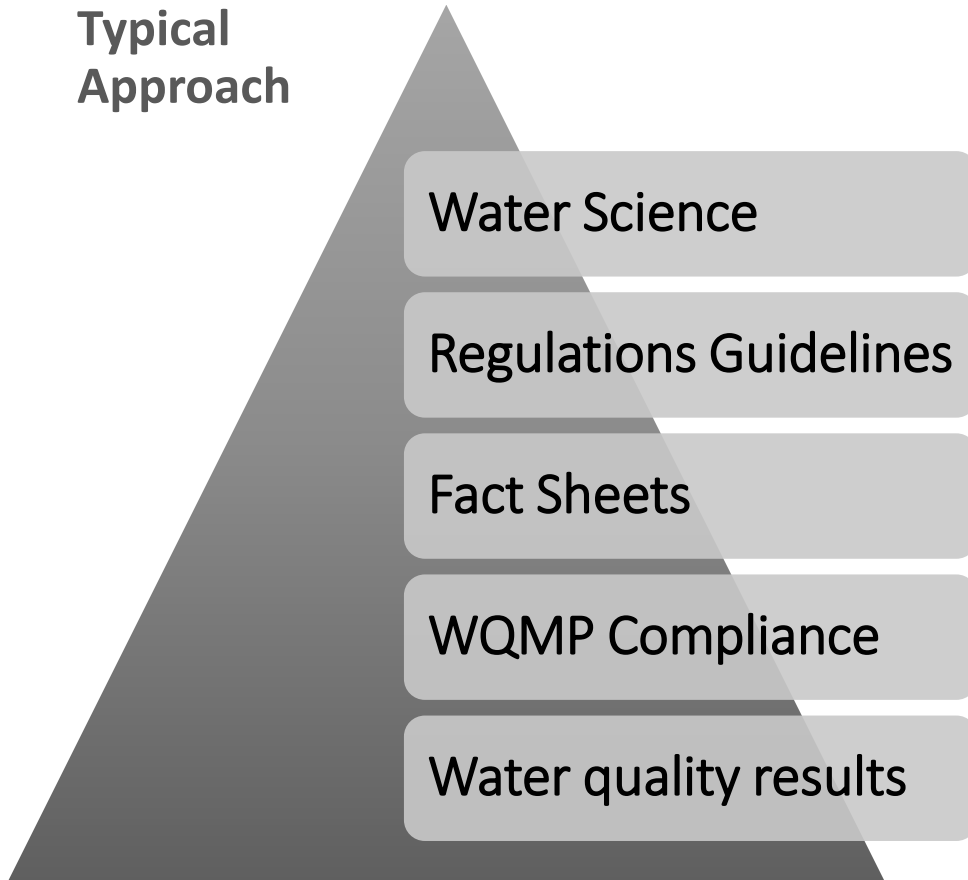 Typical
Approach
Water Science
Regulations Guidelines
Fact Sheets
WQMP Compliance
Water quality results